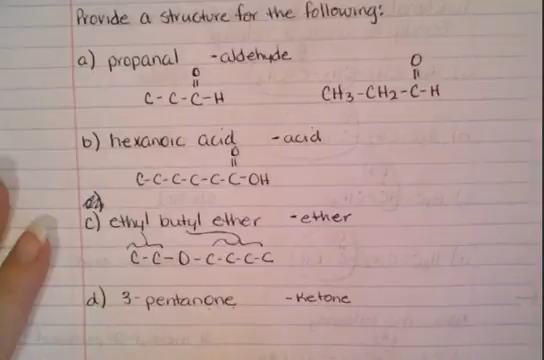 Provide a structure for the following:
a) propanal -aldehyde
O O
C-C-C-H CH3-CH2-C-H
b) hexanoic acid -acid
O
C-C-C-C-C-C-OH
c) ethyl butyl ether -ether
C-C-O-C-C-C-C
d) 3-pentanone -Ketone